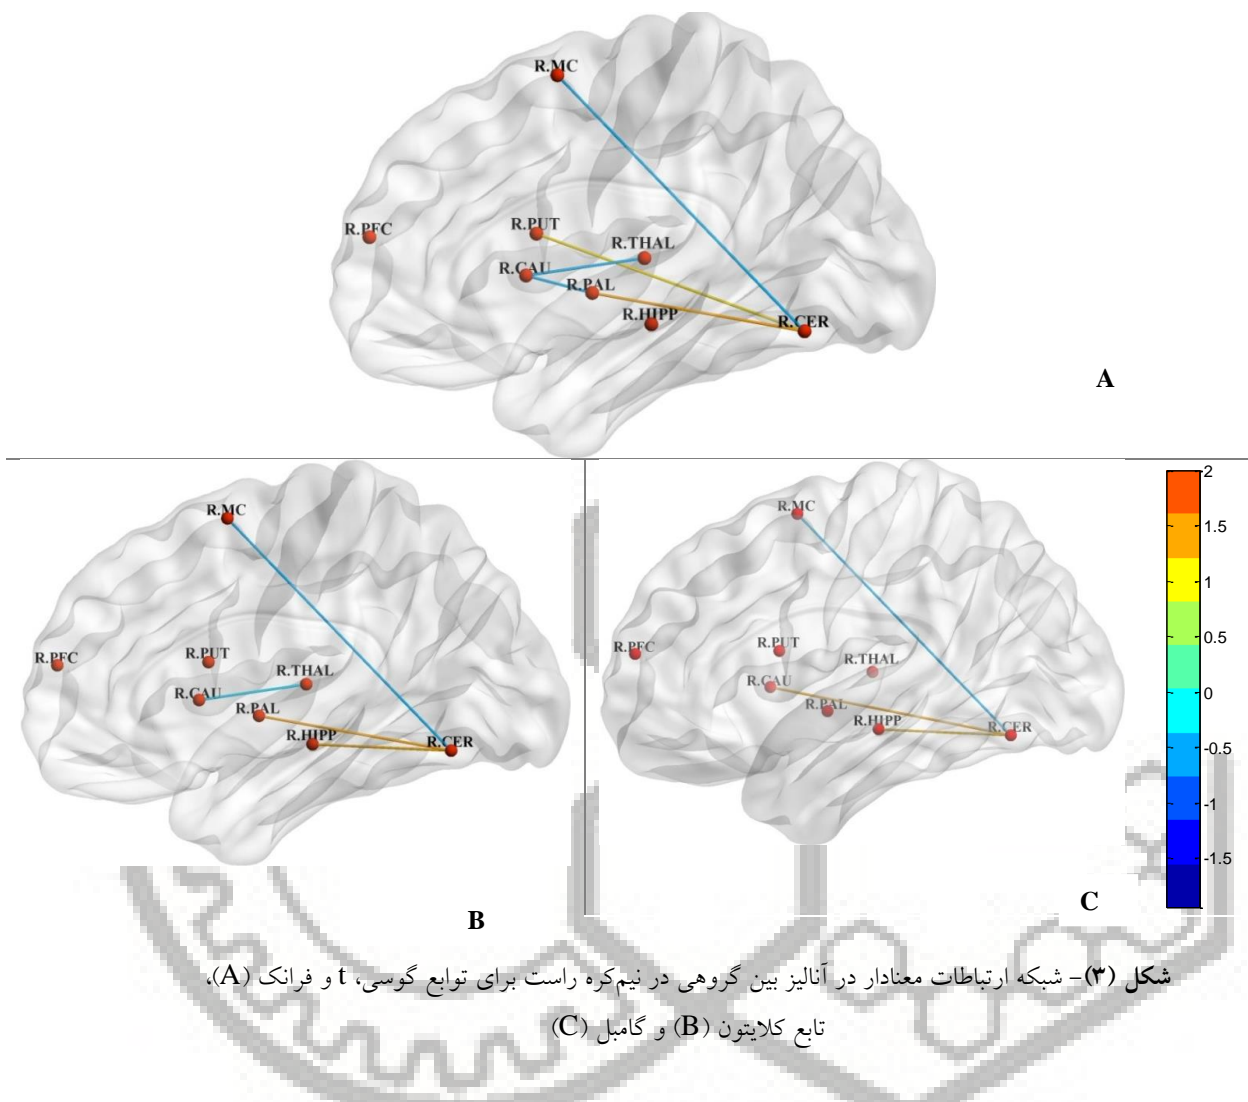 R.MC
R.PFC
R.PUT
R.THAL
R.CAU
R.PAL
R.HIPP
R.CER
A
R.MC
R.PFC
R.PUT
R.THAL
R.CAU
R.PAL
R.HIPP
R.CER
B
R.MC
R.PFC
R.PUT
R.THAL
R.CAU
R.PAL
R.HIPP
R.CER
C
2
1.5
1
0.5
0
-0.5
-1
-1.5
شکل (۳)- شبکه ارتباطات معنادار در آنالیز بین گروهی در نیم‌کره راست برای توابع گوسی، t و فرانک (A)،
تابع کلایتون (B) و گامبل (C)